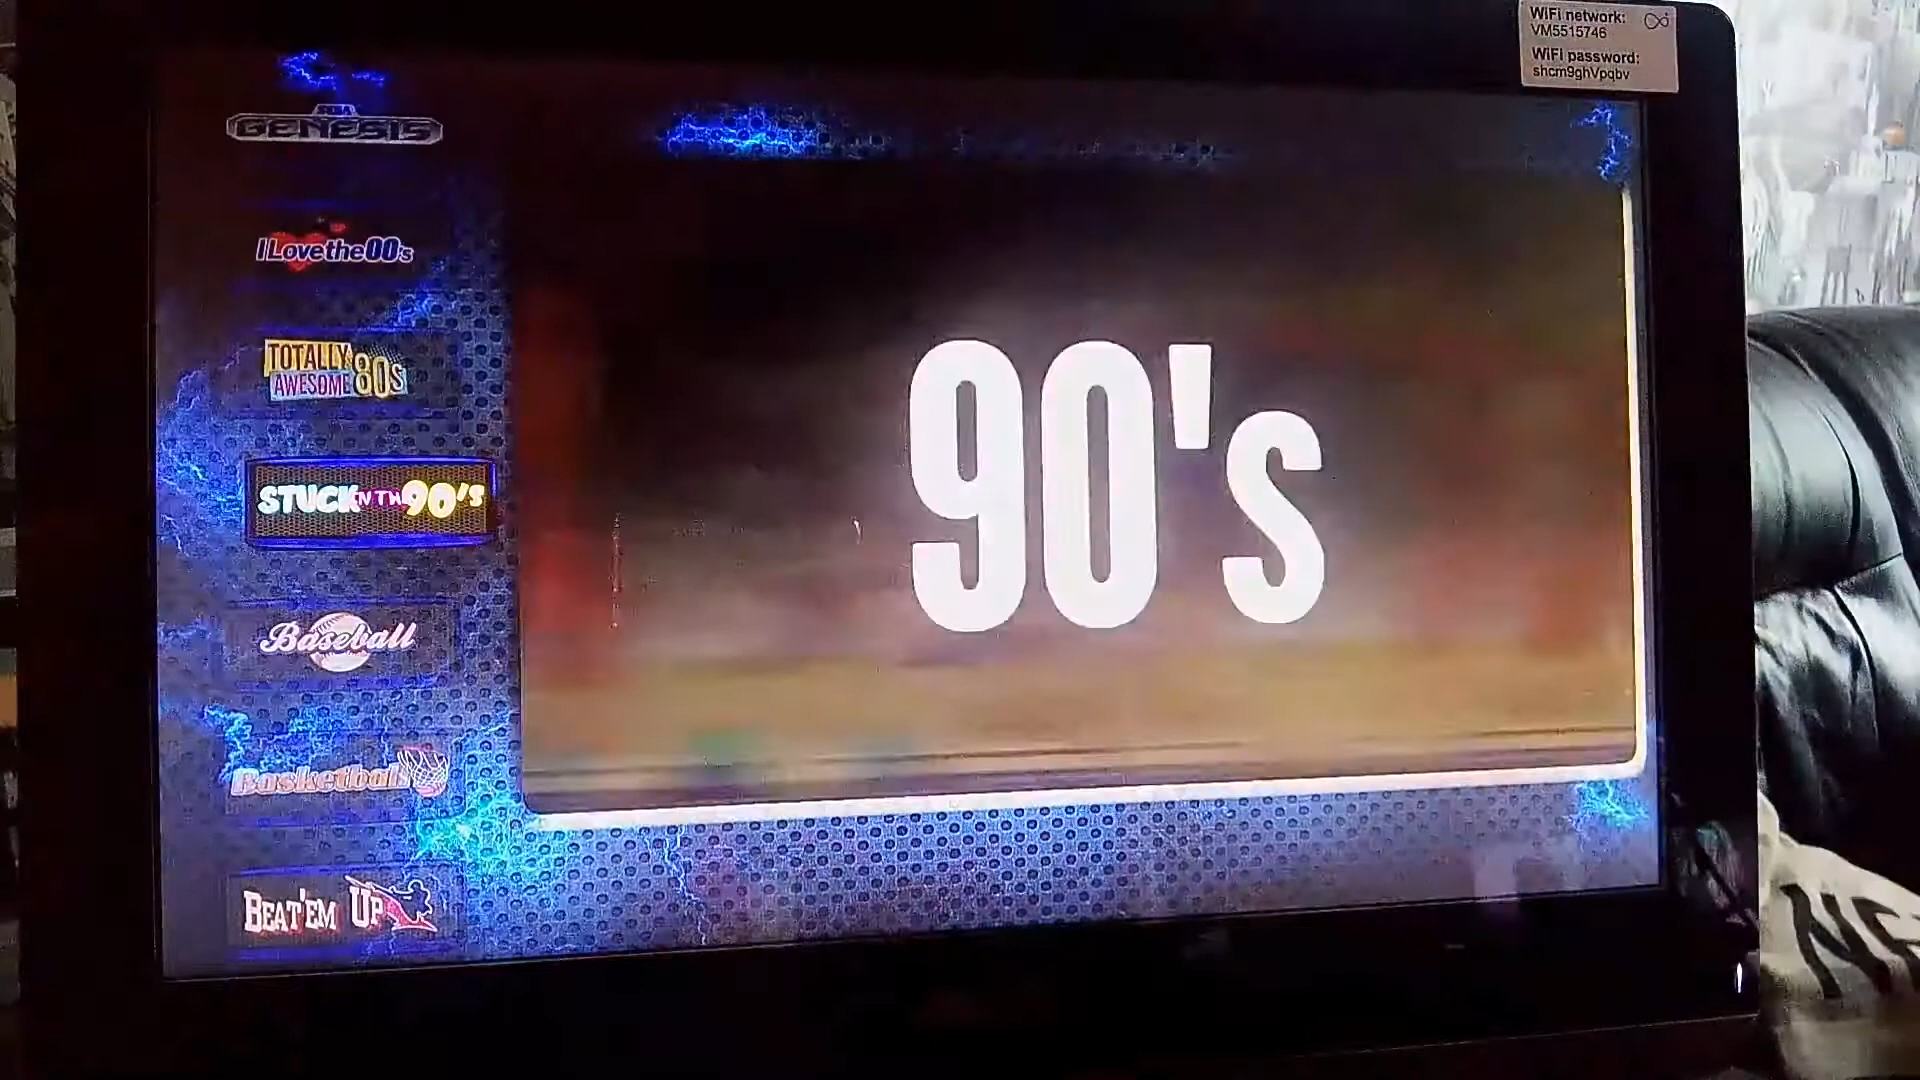 WiFi network:
VM5515746
WiFi password:
shcm9ghVpqbv
SEGA
GENESIS
I Love the 00's
TOTALLY
AWESOME 80s
STUCK IN THE 90's
90's
Baseball
Basketball
BEAT'EM UP